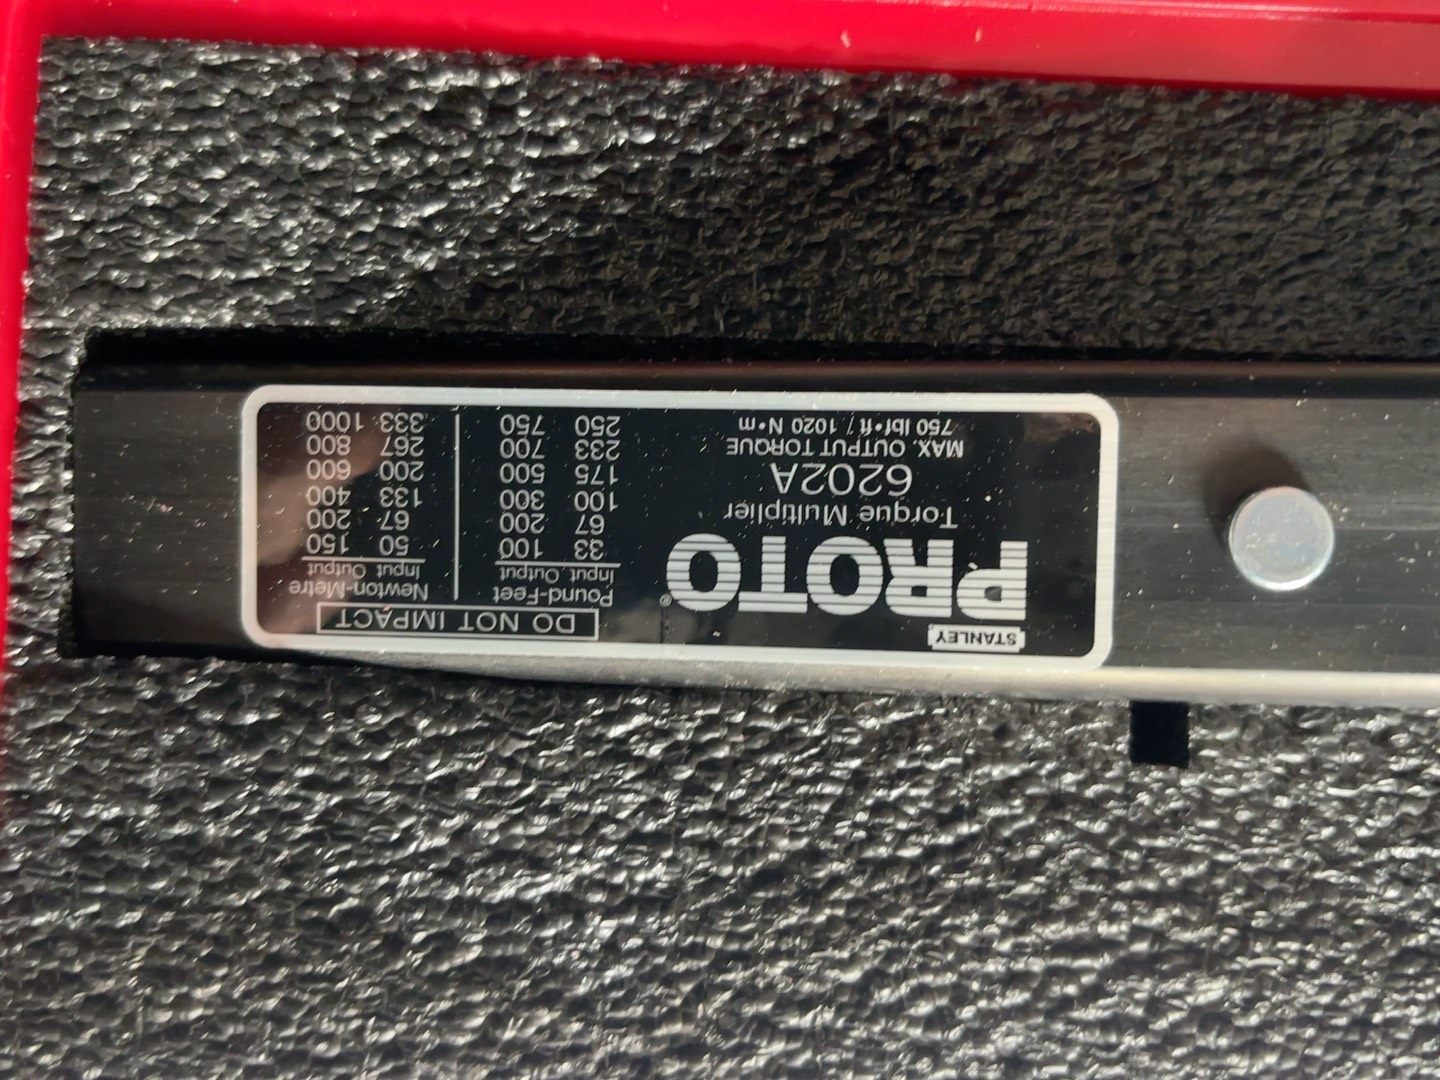 STANLEY
PROTO®
Torque Multiplier
6202A
MAX. OUTPUT TORQUE
750 lbf•ft / 1020 N•m
DO NOT IMPACT
Pound-Feet
Input Output
33 100
67 200
100 300
175 500
233 700
250 750
Newton-Metre
Input Output
50 150
67 200
133 400
200 600
267 800
333 1000